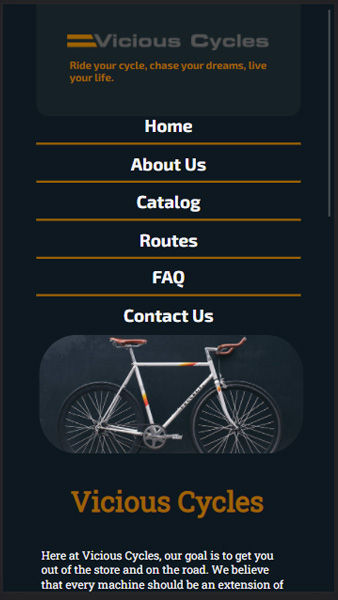 Vicious Cycles
Ride your cycle, chase your dreams, live
your life.
Home
About Us
Catalog
Routes
FAQ
Contact Us
Vicious Cycles
Here at Vicious Cycles, our goal is to get you
out of the store and on the road. We believe
that every machine should be an extension of